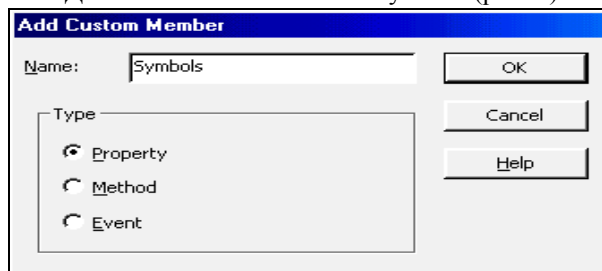 Add Custom Member
Name: Symbols OK
Type Cancel
Property Help
Method
Event